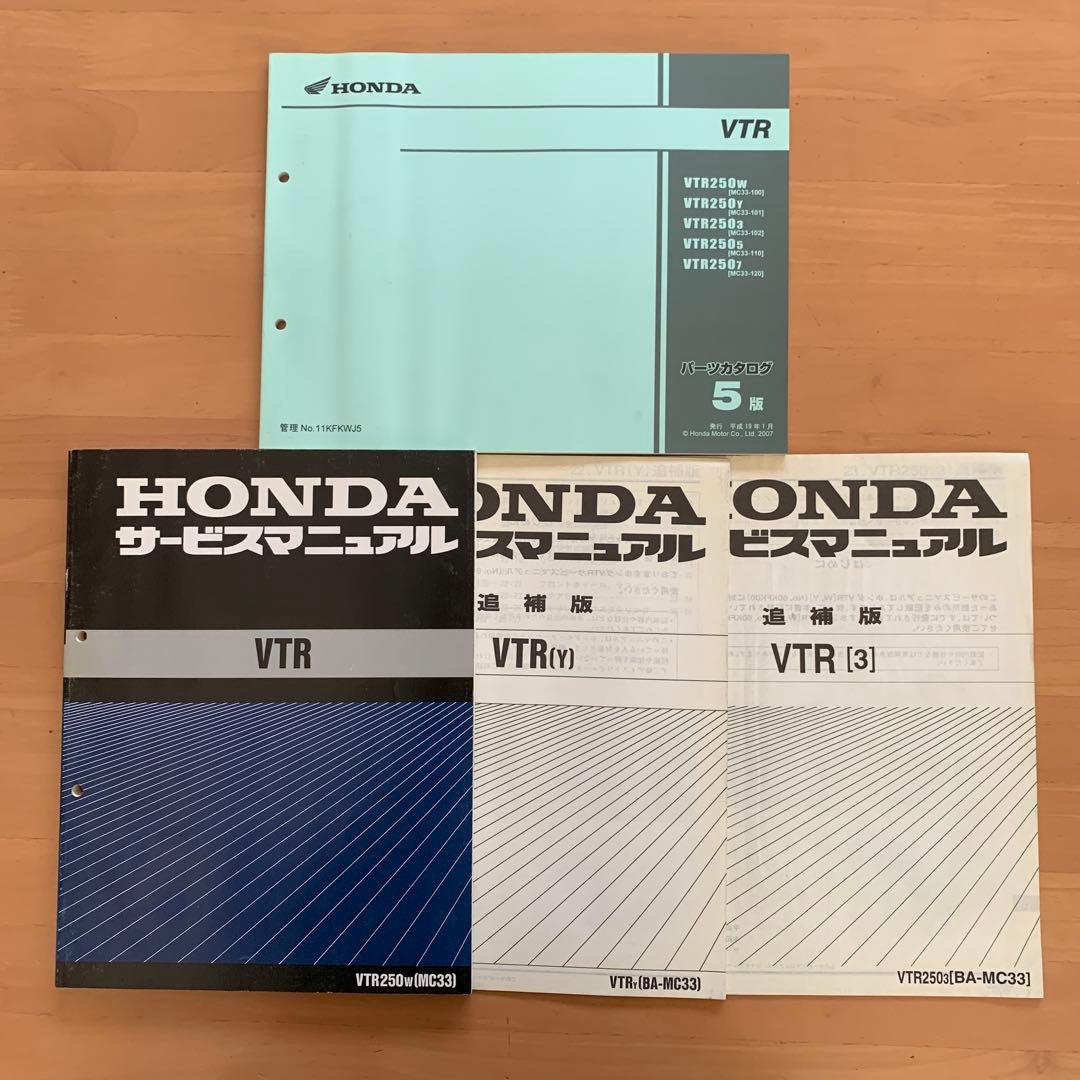 HONDA
VTR
VTR250W
[MC33-100]
VTR250Y
[MC33-101]
VTR2503
[MC33-102]
VTR2505
[MC33-110]
VTR2507
[MC33-120]
パーツカタログ
5版
発行 平成19年1月
© Honda Motor Co., Ltd. 2007
管理 No.11KFKWJ5
HONDA
サービスマニュアル
VTR
VTR250W(MC33)
ONDA
スマニュアル
追補版
VTR(Y)
VTRY(BA-MC33)
ONDA
ビスマニュアル
追補版
VTR [3]
VTR2503[BA-MC33]